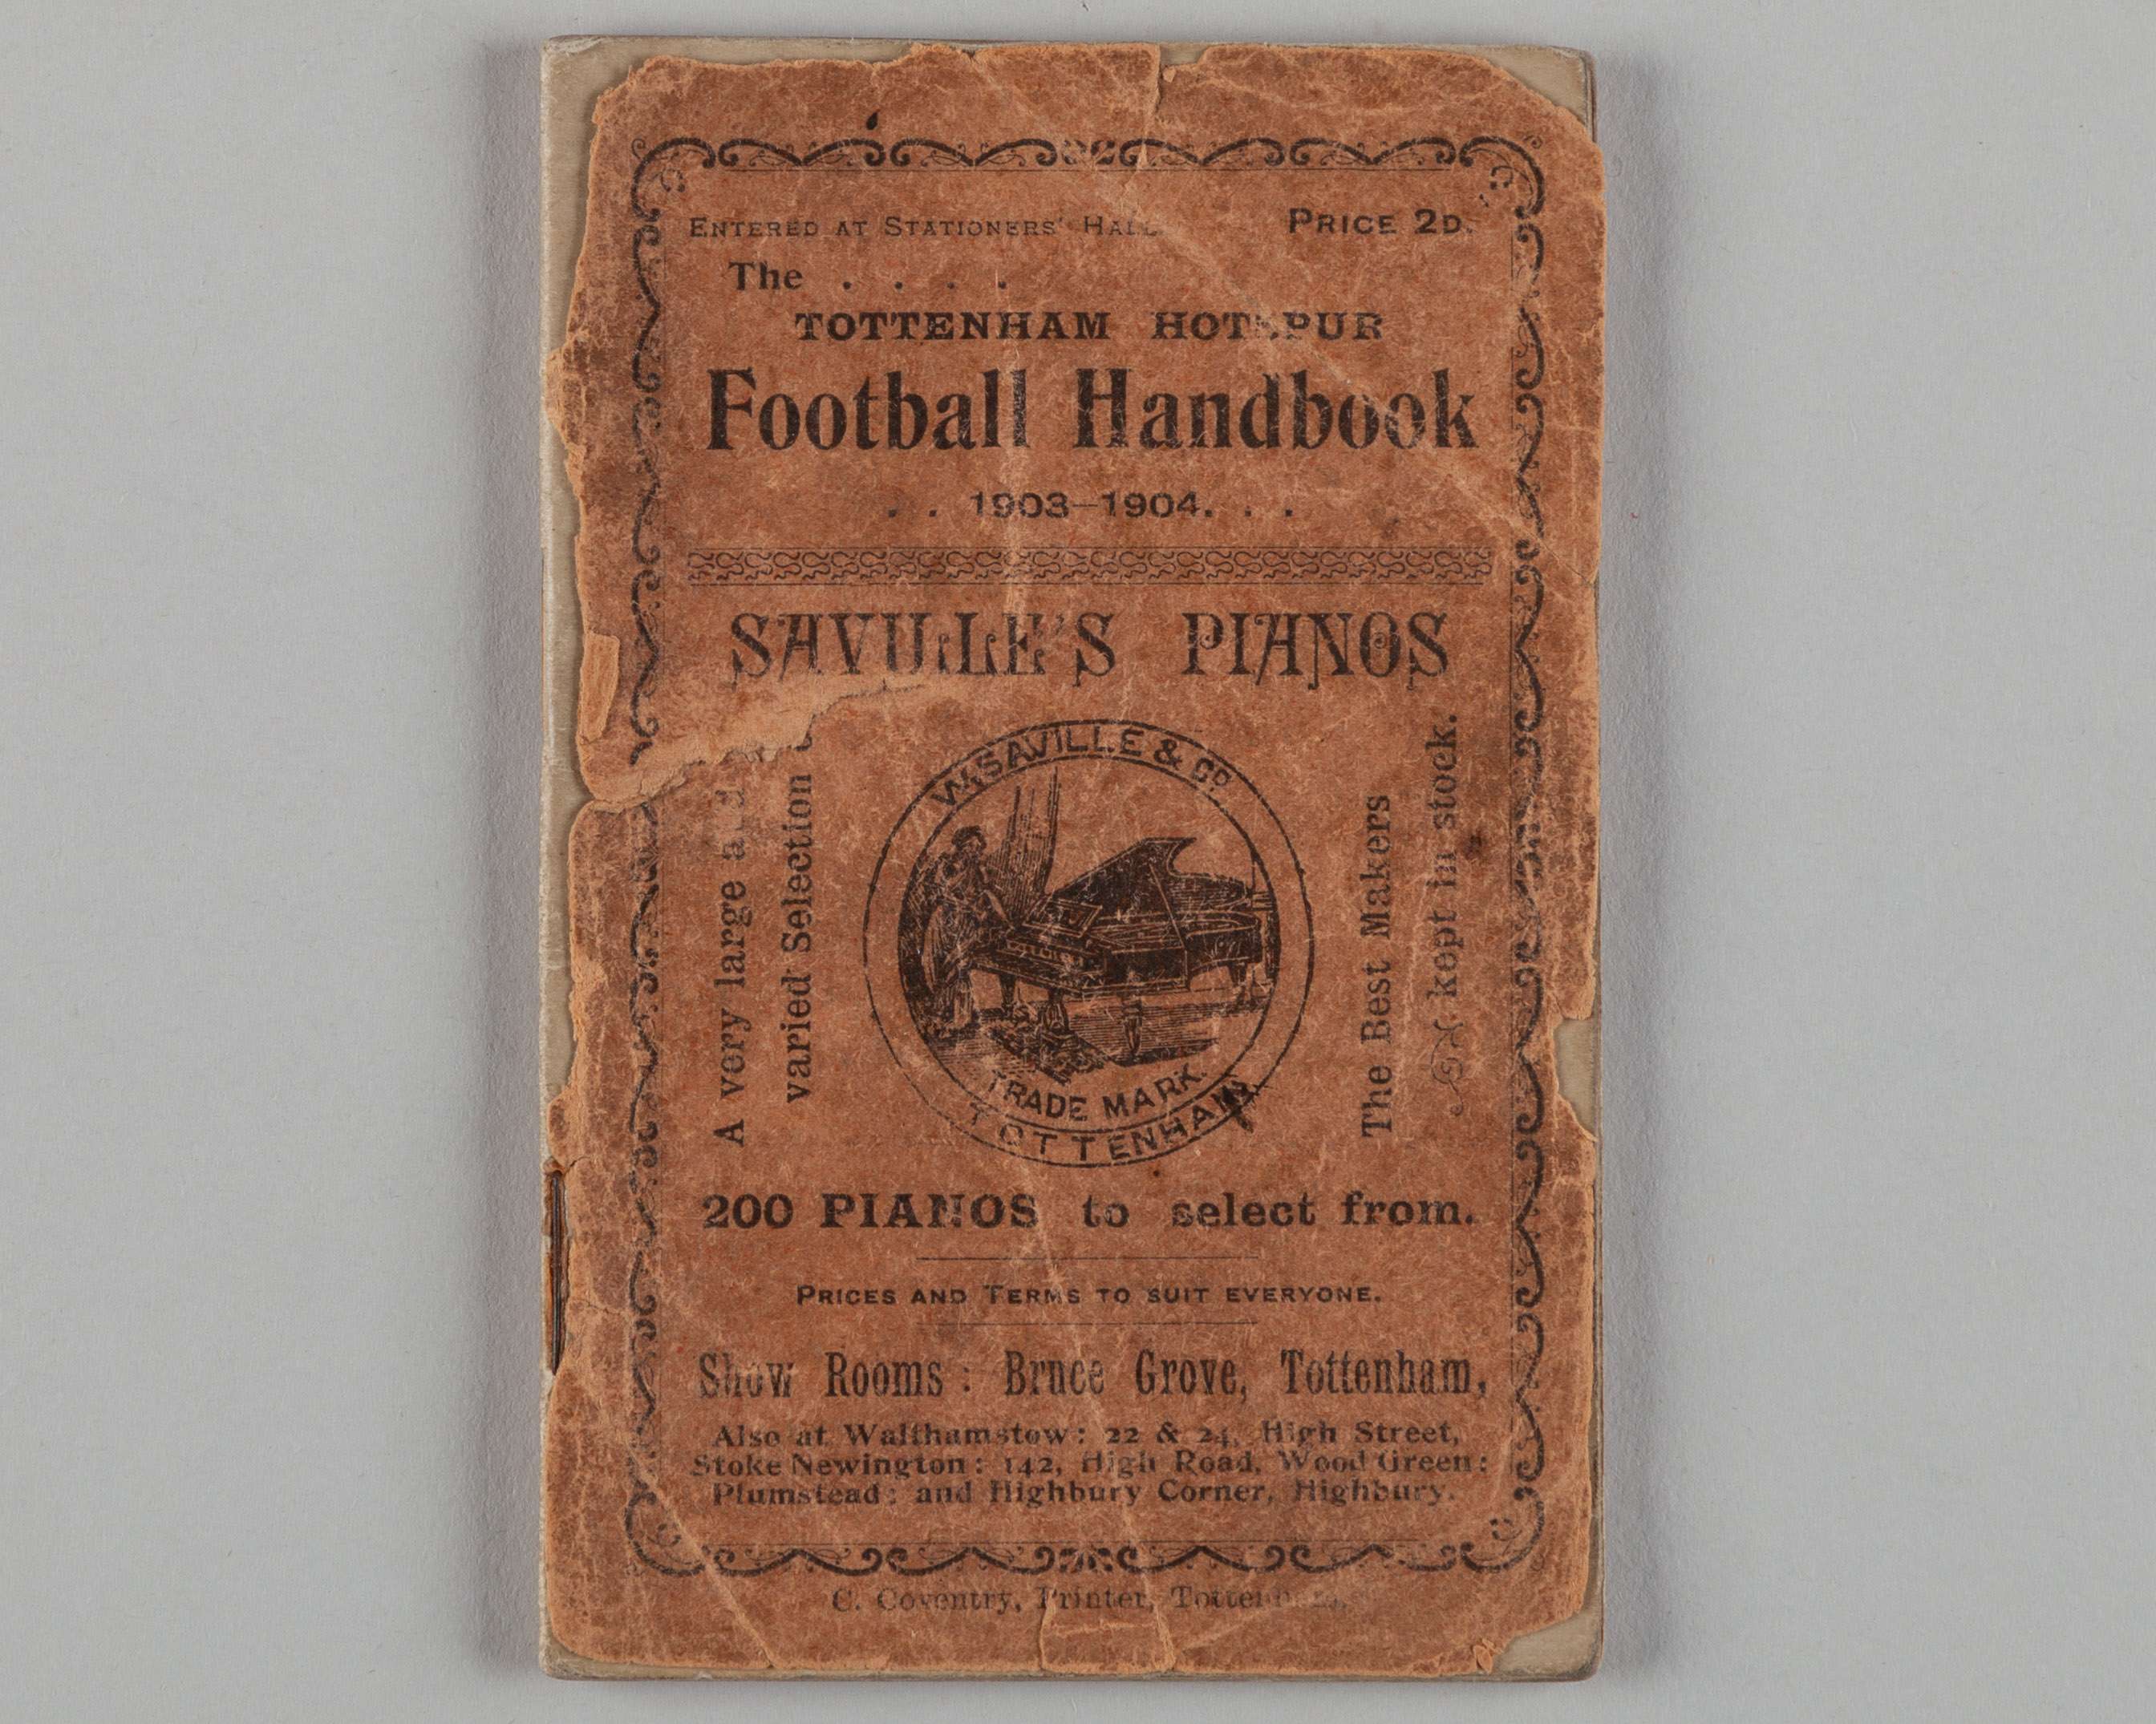 ENTERED AT STATIONERS' HALL. PRICE 2D.
The . . . .
TOTTENHAM HOTSPUR
Football Handbook
. . 1903–1904. . .
SAVILLE'S PIANOS
A very large and
varied Selection
W. SAVILLE & CO
TRADE MARK
TOTTENHAM
The Best Makers
kept in stock.
200 PIANOS to select from.
PRICES AND TERMS TO SUIT EVERYONE.
Show Rooms : Bruce Grove, Tottenham,
Also at Walthamstow: 22 & 24, High Street,
Stoke Newington: 142, High Road, Wood Green:
Plumstead; and Highbury Corner, Highbury.
C. Coventry, Printer, Tottenham.